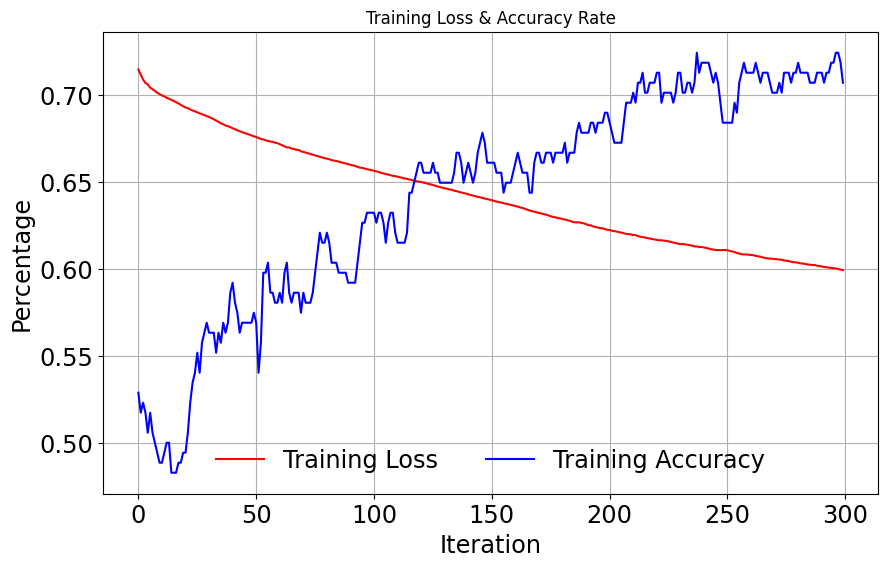 Training Loss & Accuracy Rate
Percentage
0.70
0.65
0.60
0.55
0.50
Training Loss
Training Accuracy
0
50
100
150
200
250
300
Iteration